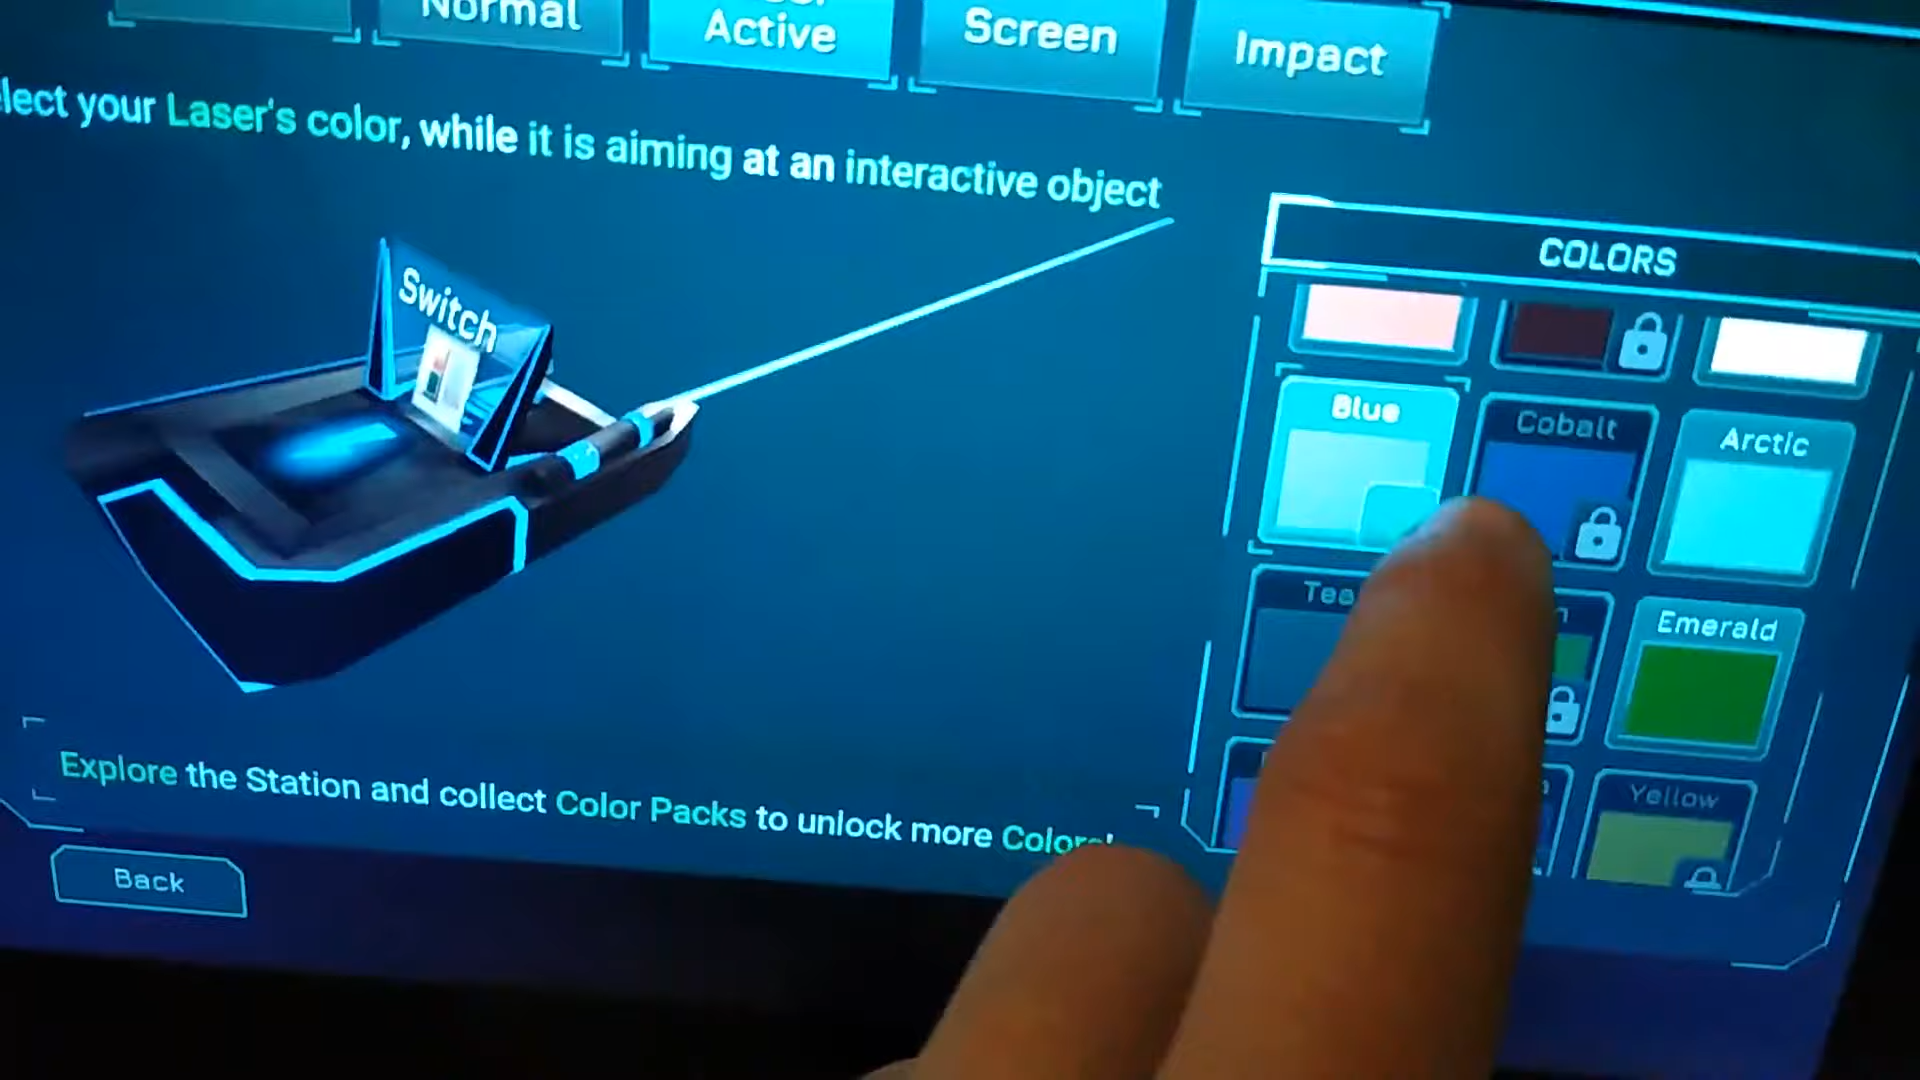 Normal
Active
Screen
Impact
lect your Laser's color, while it is aiming at an interactive object
COLORS
Switch
Blue
Cobalt
Arctic
Emerald
Yellow
Explore the Station and collect Color Packs to unlock more Colors!
Back